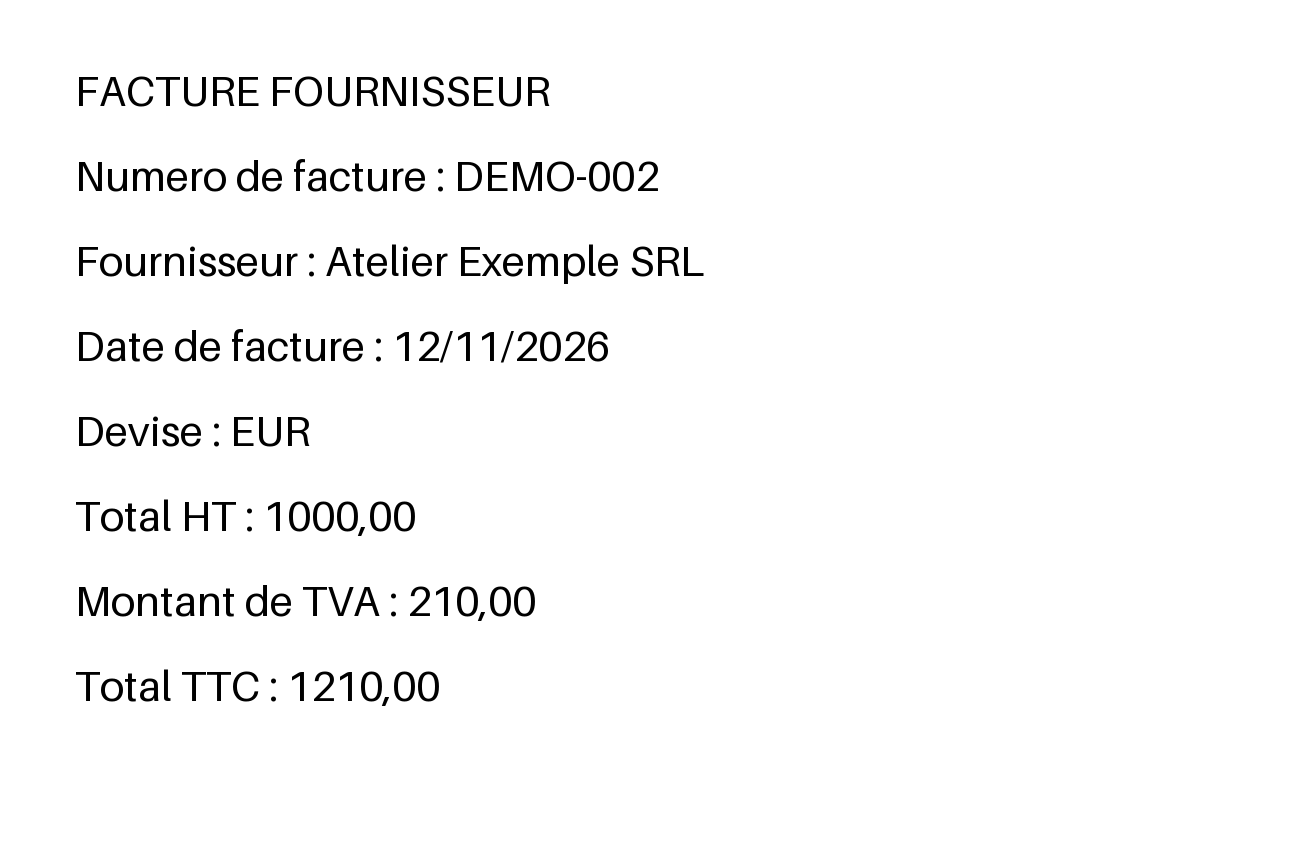 FACTURE FOURNISSEUR
Numero de facture : DEMO-002
Fournisseur : Atelier Exemple SRL
Date de facture : 12/11/2026
Devise : EUR
Total HT : 1000,00
Montant de TVA : 210,00
Total TTC : 1210,00